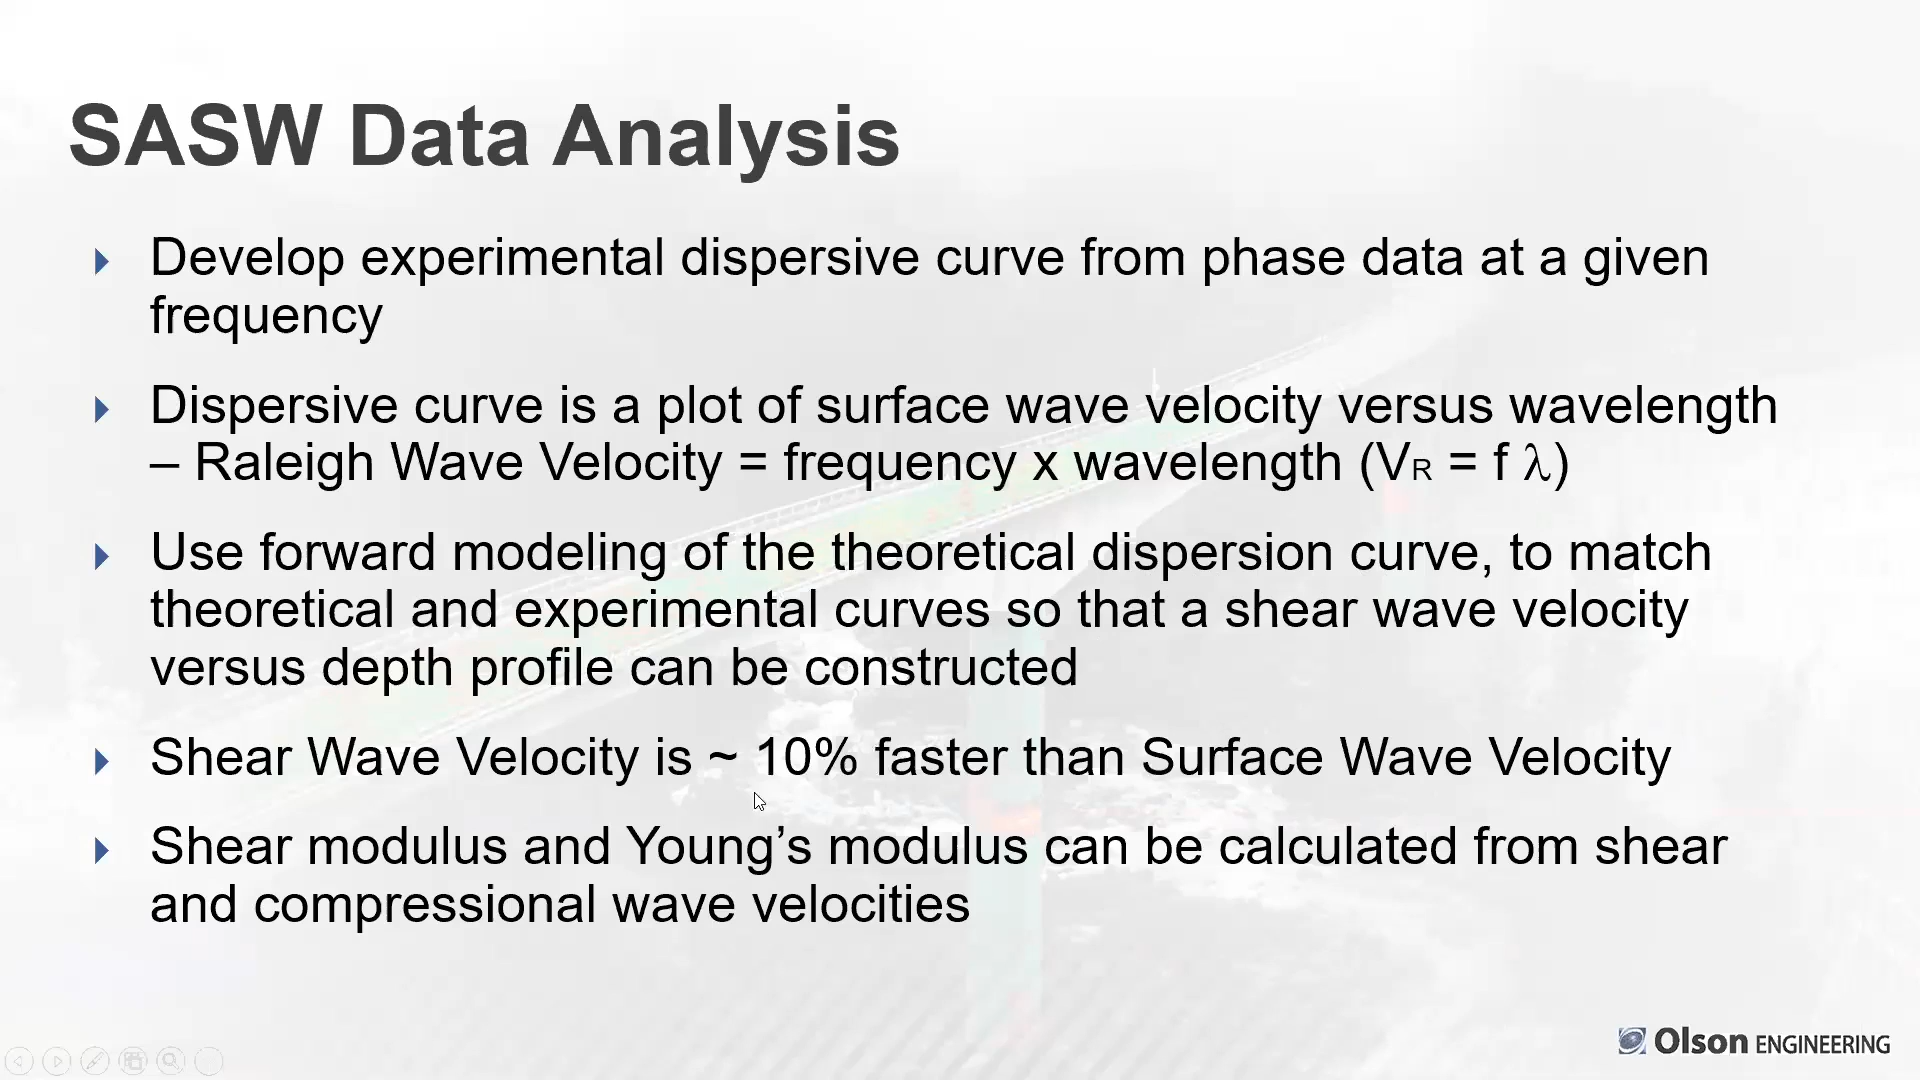 SASW Data Analysis
Develop experimental dispersive curve from phase data at a given
frequency
Dispersive curve is a plot of surface wave velocity versus wavelength
– Raleigh Wave Velocity = frequency x wavelength (VR = f λ)
Use forward modeling of the theoretical dispersion curve, to match
theoretical and experimental curves so that a shear wave velocity
versus depth profile can be constructed
Shear Wave Velocity is ~ 10% faster than Surface Wave Velocity
Shear modulus and Young’s modulus can be calculated from shear
and compressional wave velocities
Olson ENGINEERING